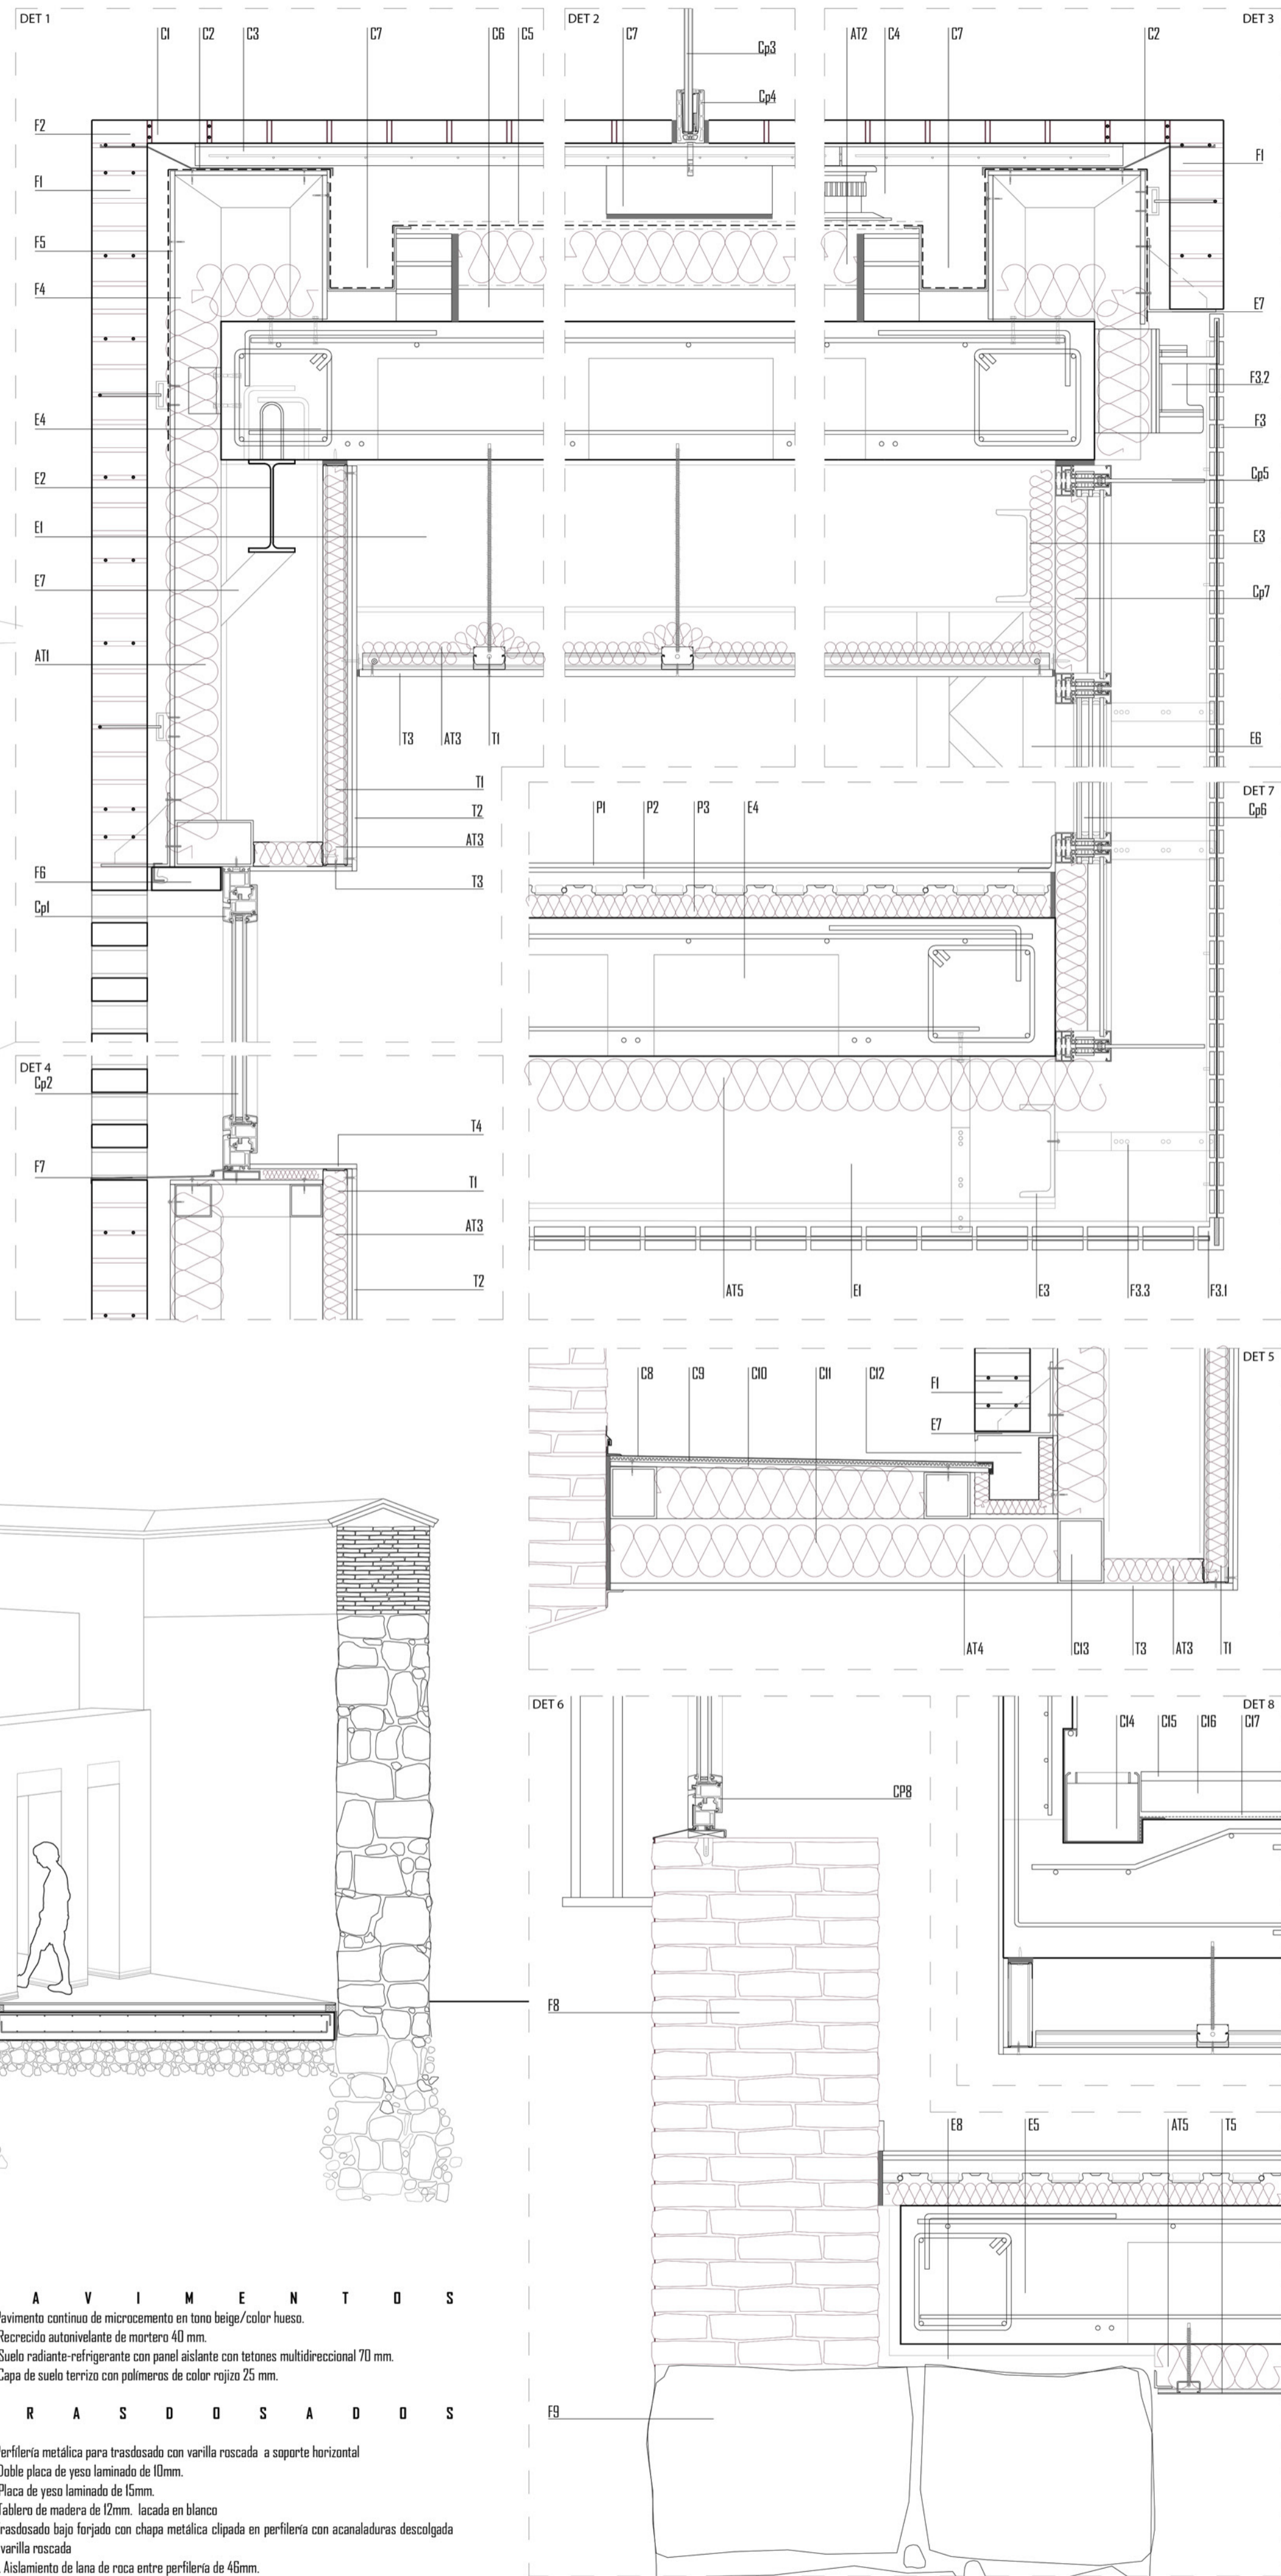 DET 1
C1 C2 C3 C7 C6 C5
F2
F1
F5
F4
E4
E2
E1
E7
AT1
T3 AT3 T1
T1
T2
AT3
T3
F6
Cp1
DET 2
C7
Cp3
Cp4
DET 3
AT2 C4 C7 C2
F1
E7
F3.2
F3
Cp5
E3
Cp7
E6
DET 7
P1 P2 P3 E4
Cp6
AT5 E1 E3 F3.3 F3.1
DET 4
Cp2
T4
F7
T1
AT3
T2
DET 5
C8 C9 C10 C11 C12
F1
E7
AT4 C13 T3 AT3 T1
DET 6
CP8
F8
E8 E5 AT5 T5
F9
DET 8
C14 C15 C16 C17
A V I M E N T O S
avimento continuo de microcemento en tono beige/color hueso.
Recrecido autonivelante de mortero 40 mm.
Suelo radiante-refrigerante con panel aislante con tetones multidireccional 70 mm.
Capa de suelo terrizo con polímeros de color rojizo 25 mm.
R A S D O S A D O S
erfilería metálica para trasdosado con varilla roscada a soporte horizontal
Doble placa de yeso laminado de 10mm.
Placa de yeso laminado de 15mm.
Tablero de madera de 12mm. lacada en blanco
rasdosado bajo forjado con chapa metálica clipada en perfilería con acanaladuras descolgada
varilla roscada
Aislamiento de lana de roca entre perfilería de 46mm.